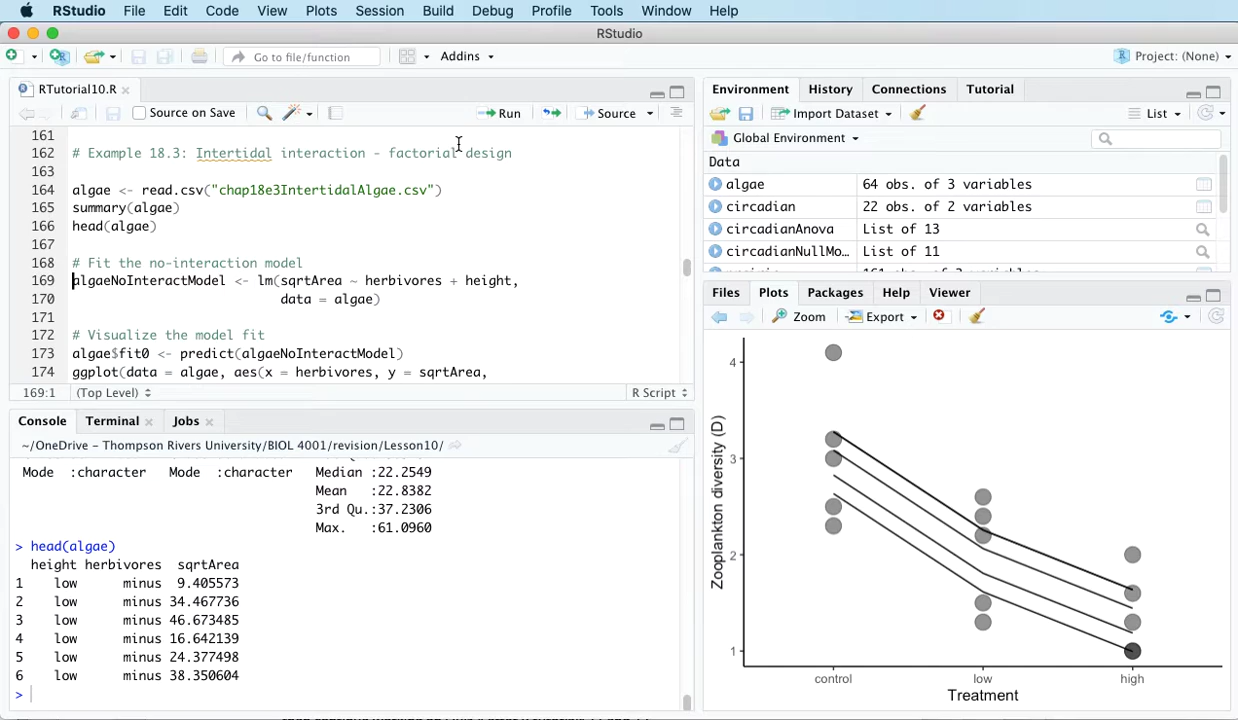 RStudio File Edit Code View Plots Session Build Debug Profile Tools Window Help
RStudio
Go to file/function Addins Project: (None)
RTutorial10.R
Source on Save Run Source
161
162 # Example 18.3: Intertidal interaction - factorial design
163
164 algae <- read.csv("chap18e3IntertidalAlgae.csv")
165 summary(algae)
166 head(algae)
167
168 # Fit the no-interaction model
169 algaeNoInteractModel <- lm(sqrtArea ~ herbivores + height,
170 data = algae)
171
172 # Visualize the model fit
173 algae$fit0 <- predict(algaeNoInteractModel)
174 ggplot(data = algae, aes(x = herbivores, y = sqrtArea,
169:1 (Top Level) R Script
Console Terminal Jobs
~/OneDrive – Thompson Rivers University/BIOL 4001/revision/Lesson10/
Mode :character Mode :character Median :22.2549
Mean :22.8382
3rd Qu.:37.2306
Max. :61.0960
> head(algae)
height herbivores sqrtArea
1 low minus 9.405573
2 low minus 34.467736
3 low minus 46.673485
4 low minus 16.642139
5 low minus 24.377498
6 low minus 38.350604
>
Environment History Connections Tutorial
Import Dataset List
Global Environment
Data
algae 64 obs. of 3 variables
circadian 22 obs. of 2 variables
circadianAnova List of 13
circadianNullMo… List of 11
Files Plots Packages Help Viewer
Zoom Export
4
3
2
1
Zooplankton diversity (D)
control low high
Treatment